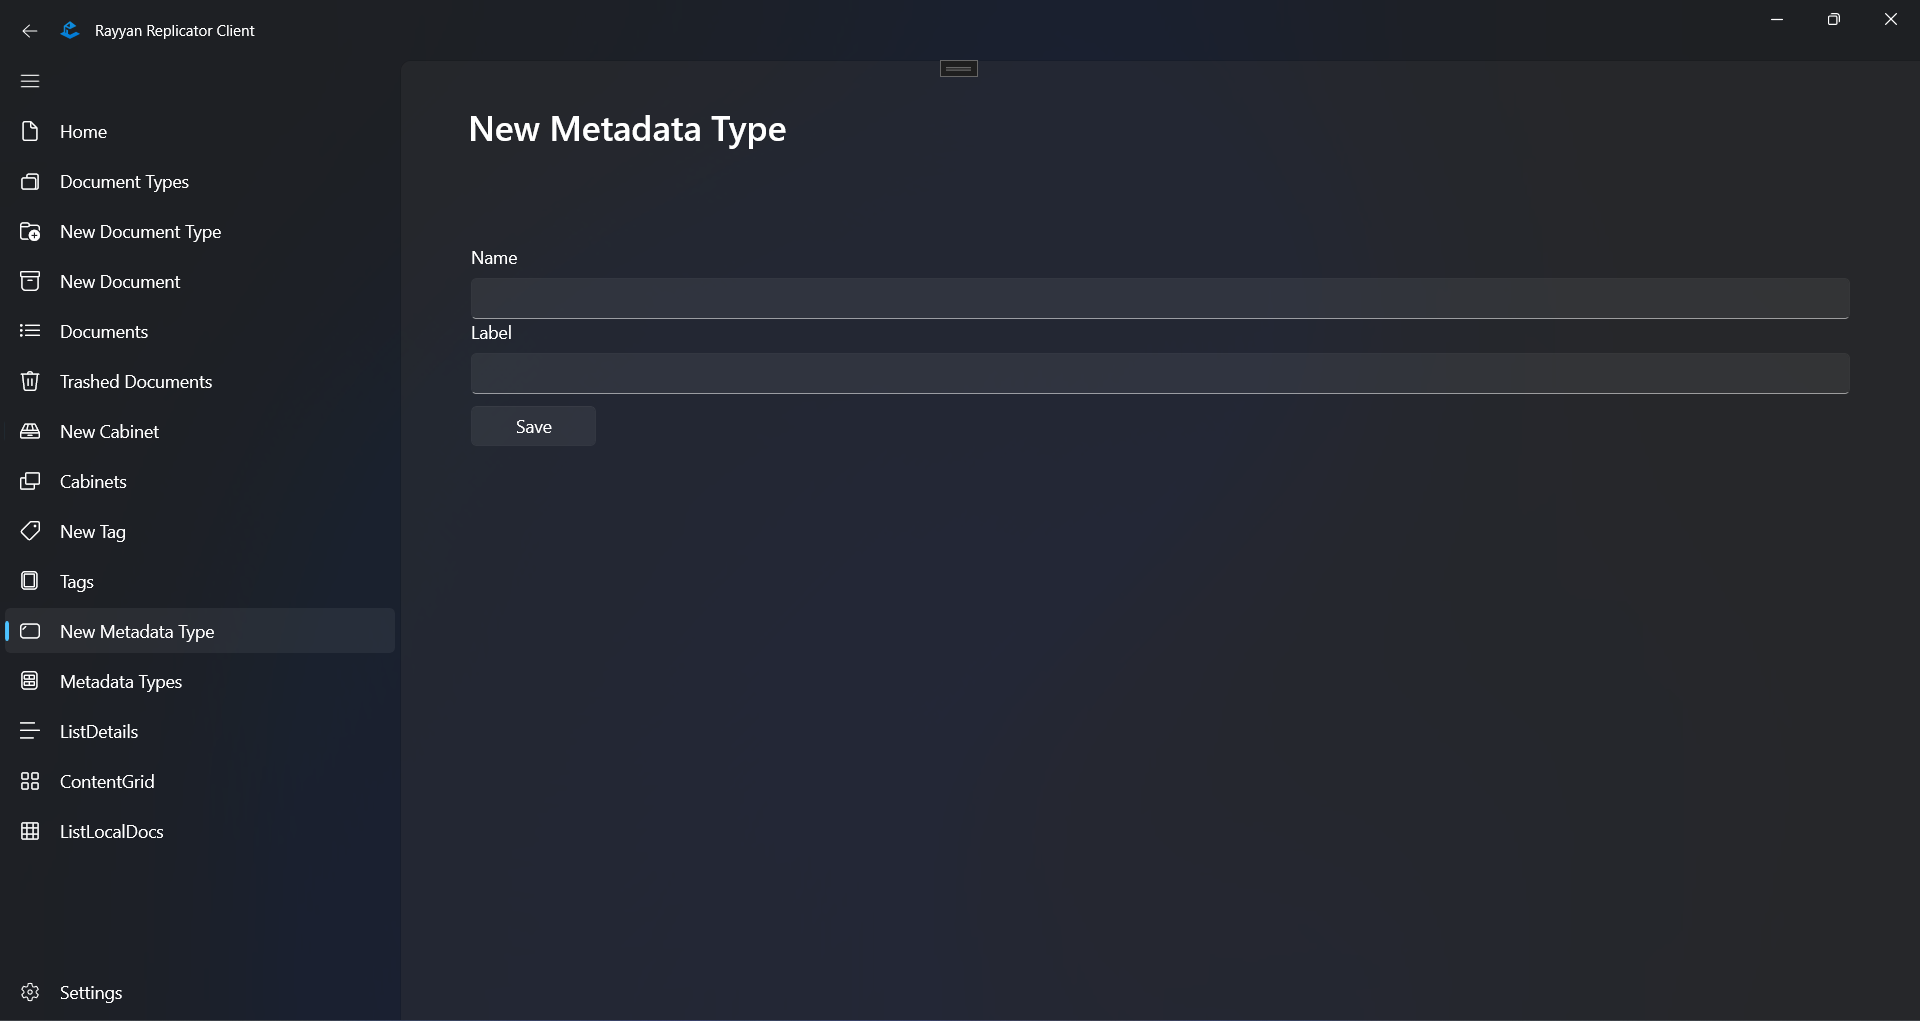 Rayyan Replicator Client
Home
Document Types
New Document Type
New Document
Documents
Trashed Documents
New Cabinet
Cabinets
New Tag
Tags
New Metadata Type
Metadata Types
ListDetails
ContentGrid
ListLocalDocs
Settings
New Metadata Type
Name
Label
Save